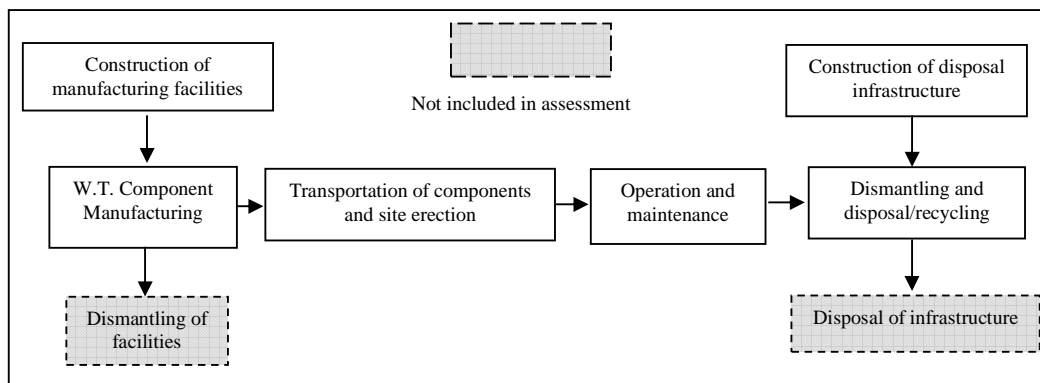 Construction of
manufacturing facilities
Not included in assessment
Construction of disposal
infrastructure
W.T. Component
Manufacturing
Transportation of components
and site erection
Operation and
maintenance
Dismantling and
disposal/recycling
Dismantling of
facilities
Disposal of infrastructure